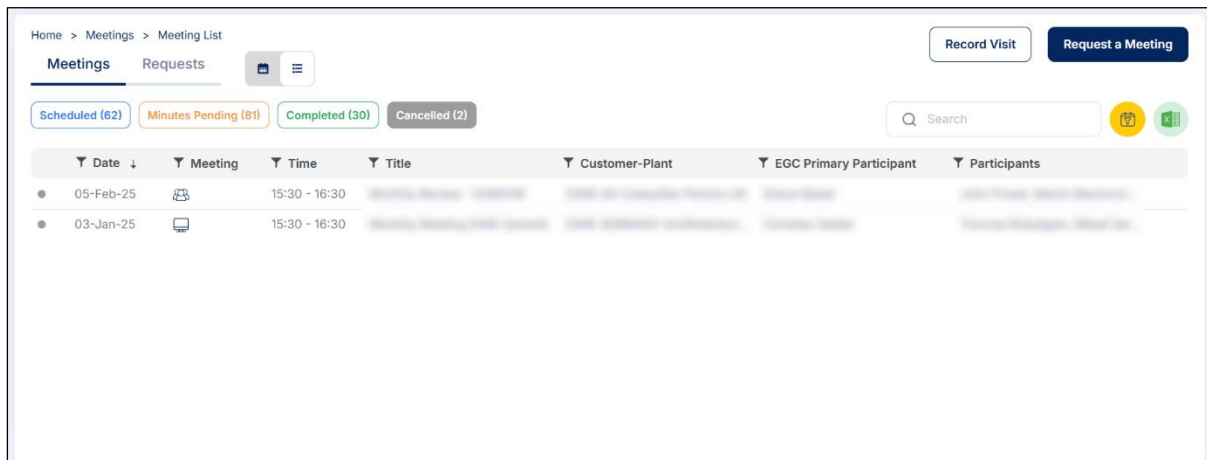 Home > Meetings > Meeting List
Record Visit
Request a Meeting
Meetings
Requests
Scheduled (62)
Minutes Pending (81)
Completed (30)
Cancelled (2)
Search
Date ↓ Meeting Time Title Customer-Plant EGC Primary Participant Participants
05-Feb-25 15:30 - 16:30
03-Jan-25 15:30 - 16:30